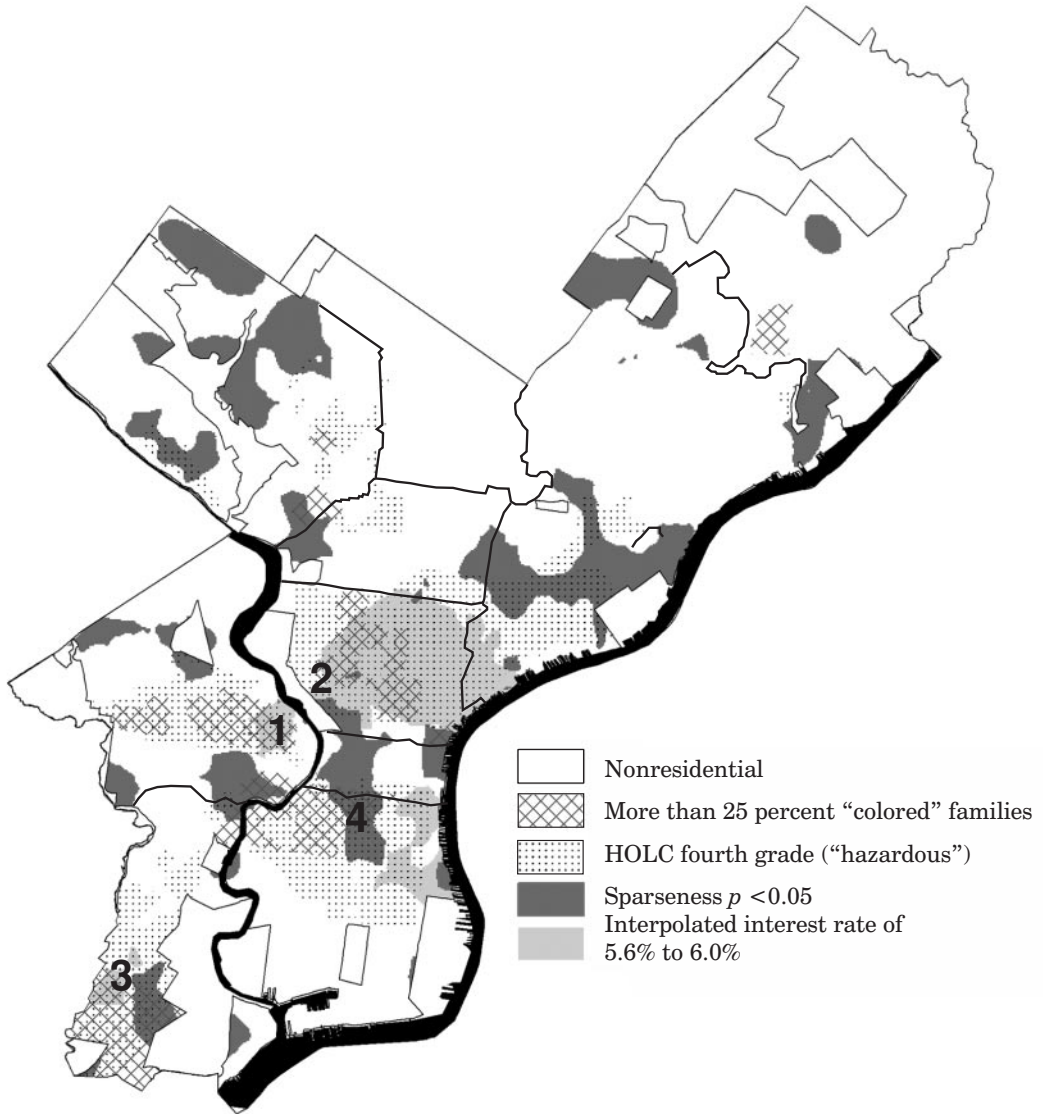 2
1
4
3
Nonresidential
More than 25 percent “colored” families
HOLC fourth grade (“hazardous”)
Sparseness p <0.05
Interpolated interest rate of
5.6% to 6.0%